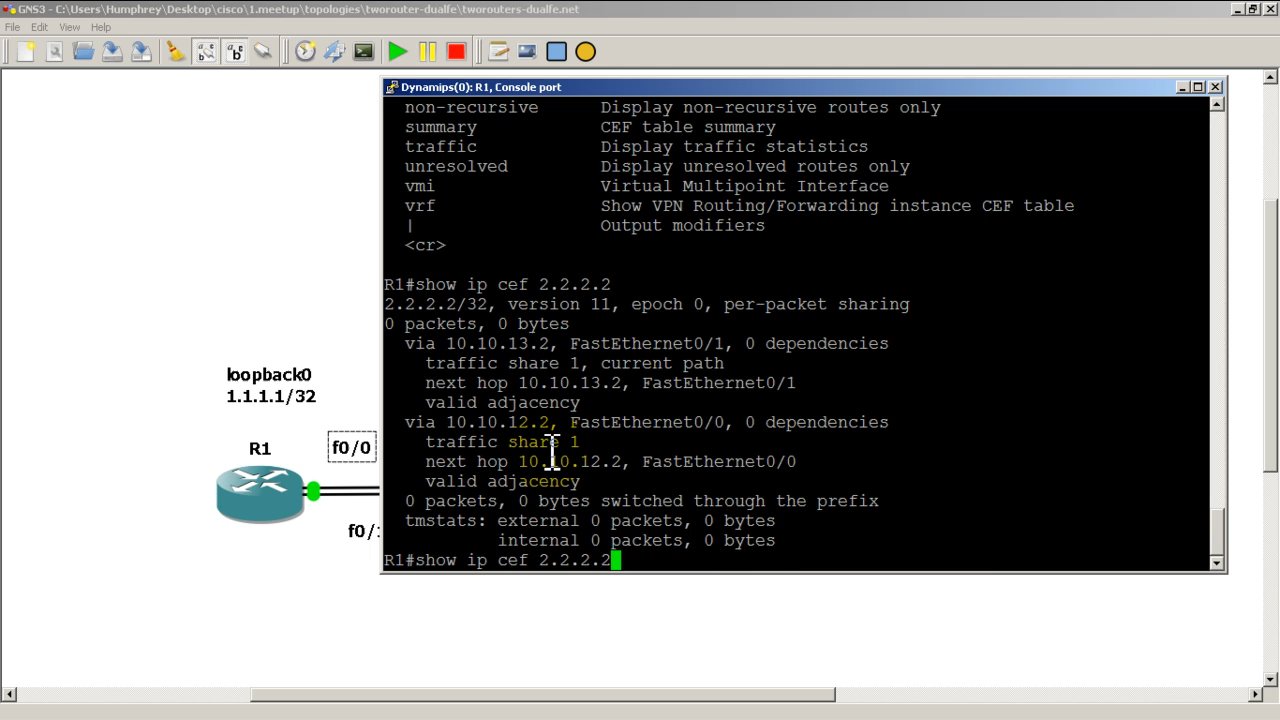 GNS3 - C:\Users\Humphrey\Desktop\cisco\1.meetup\topologies\tworouter-dualfe\tworouters-dualfe.net
File Edit View Help
Dynamips(0): R1, Console port
non-recursive Display non-recursive routes only
summary CEF table summary
traffic Display traffic statistics
unresolved Display unresolved routes only
vmi Virtual Multipoint Interface
vrf Show VPN Routing/Forwarding instance CEF table
| Output modifiers
<cr>
R1#show ip cef 2.2.2.2
2.2.2.2/32, version 11, epoch 0, per-packet sharing
0 packets, 0 bytes
via 10.10.13.2, FastEthernet0/1, 0 dependencies
traffic share 1, current path
next hop 10.10.13.2, FastEthernet0/1
valid adjacency
via 10.10.12.2, FastEthernet0/0, 0 dependencies
traffic share 1
next hop 10.10.12.2, FastEthernet0/0
valid adjacency
0 packets, 0 bytes switched through the prefix
tmstats: external 0 packets, 0 bytes
internal 0 packets, 0 bytes
R1#show ip cef 2.2.2.2
loopback0
1.1.1.1/32
R1
f0/0
f0/